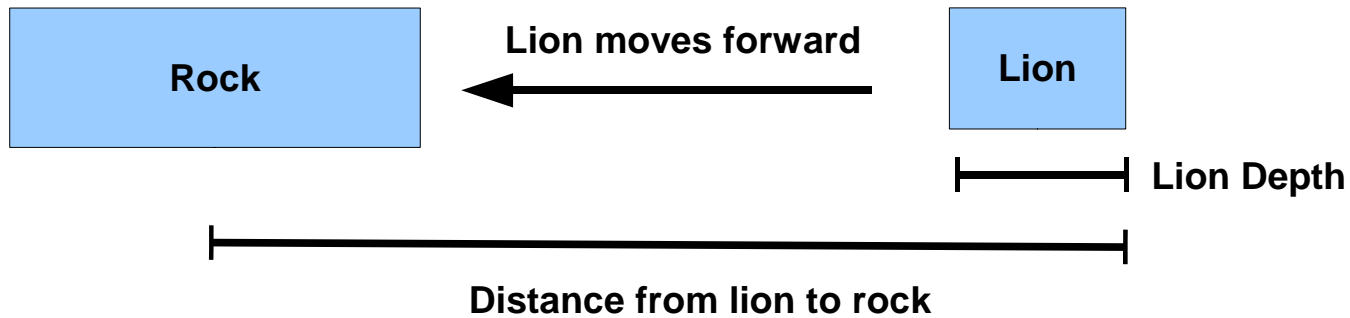 Lion moves forward
Rock
Lion
Lion Depth
Distance from lion to rock